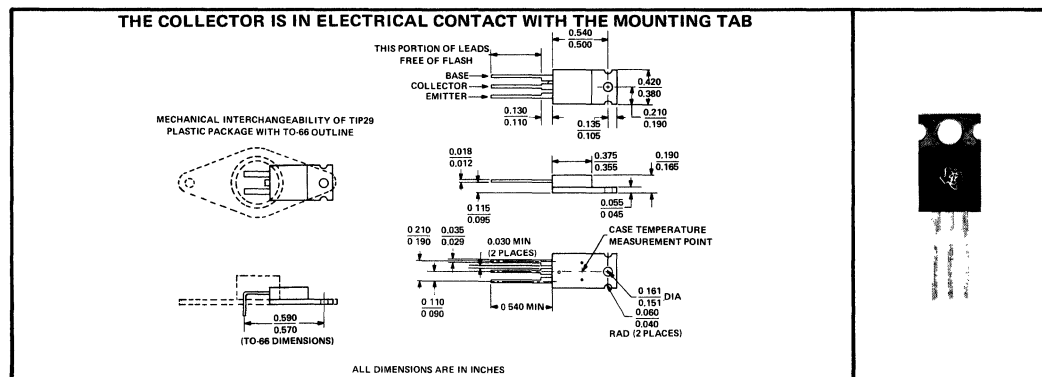 THE COLLECTOR IS IN ELECTRICAL CONTACT WITH THE MOUNTING TAB
0.540
0.500
THIS PORTION OF LEADS
FREE OF FLASH
BASE
COLLECTOR
EMITTER
0.420
0.380
0.130
0.110
0.135
0.105
0.210
0.190
MECHANICAL INTERCHANGEABILITY OF TIP29
PLASTIC PACKAGE WITH TO-66 OUTLINE
0.018
0.012
0.375
0.355
0.190
0.165
0 115
0.095
0.055
0 045
0 210
0 190
0.035
0.029
0.030 MIN
(2 PLACES)
CASE TEMPERATURE
MEASUREMENT POINT
0 110
0 090
0 540 MIN
0 161
0.151 DIA
0.060
0.040
RAD (2 PLACES)
0.590
0.570
(TO-66 DIMENSIONS)
ALL DIMENSIONS ARE IN INCHES